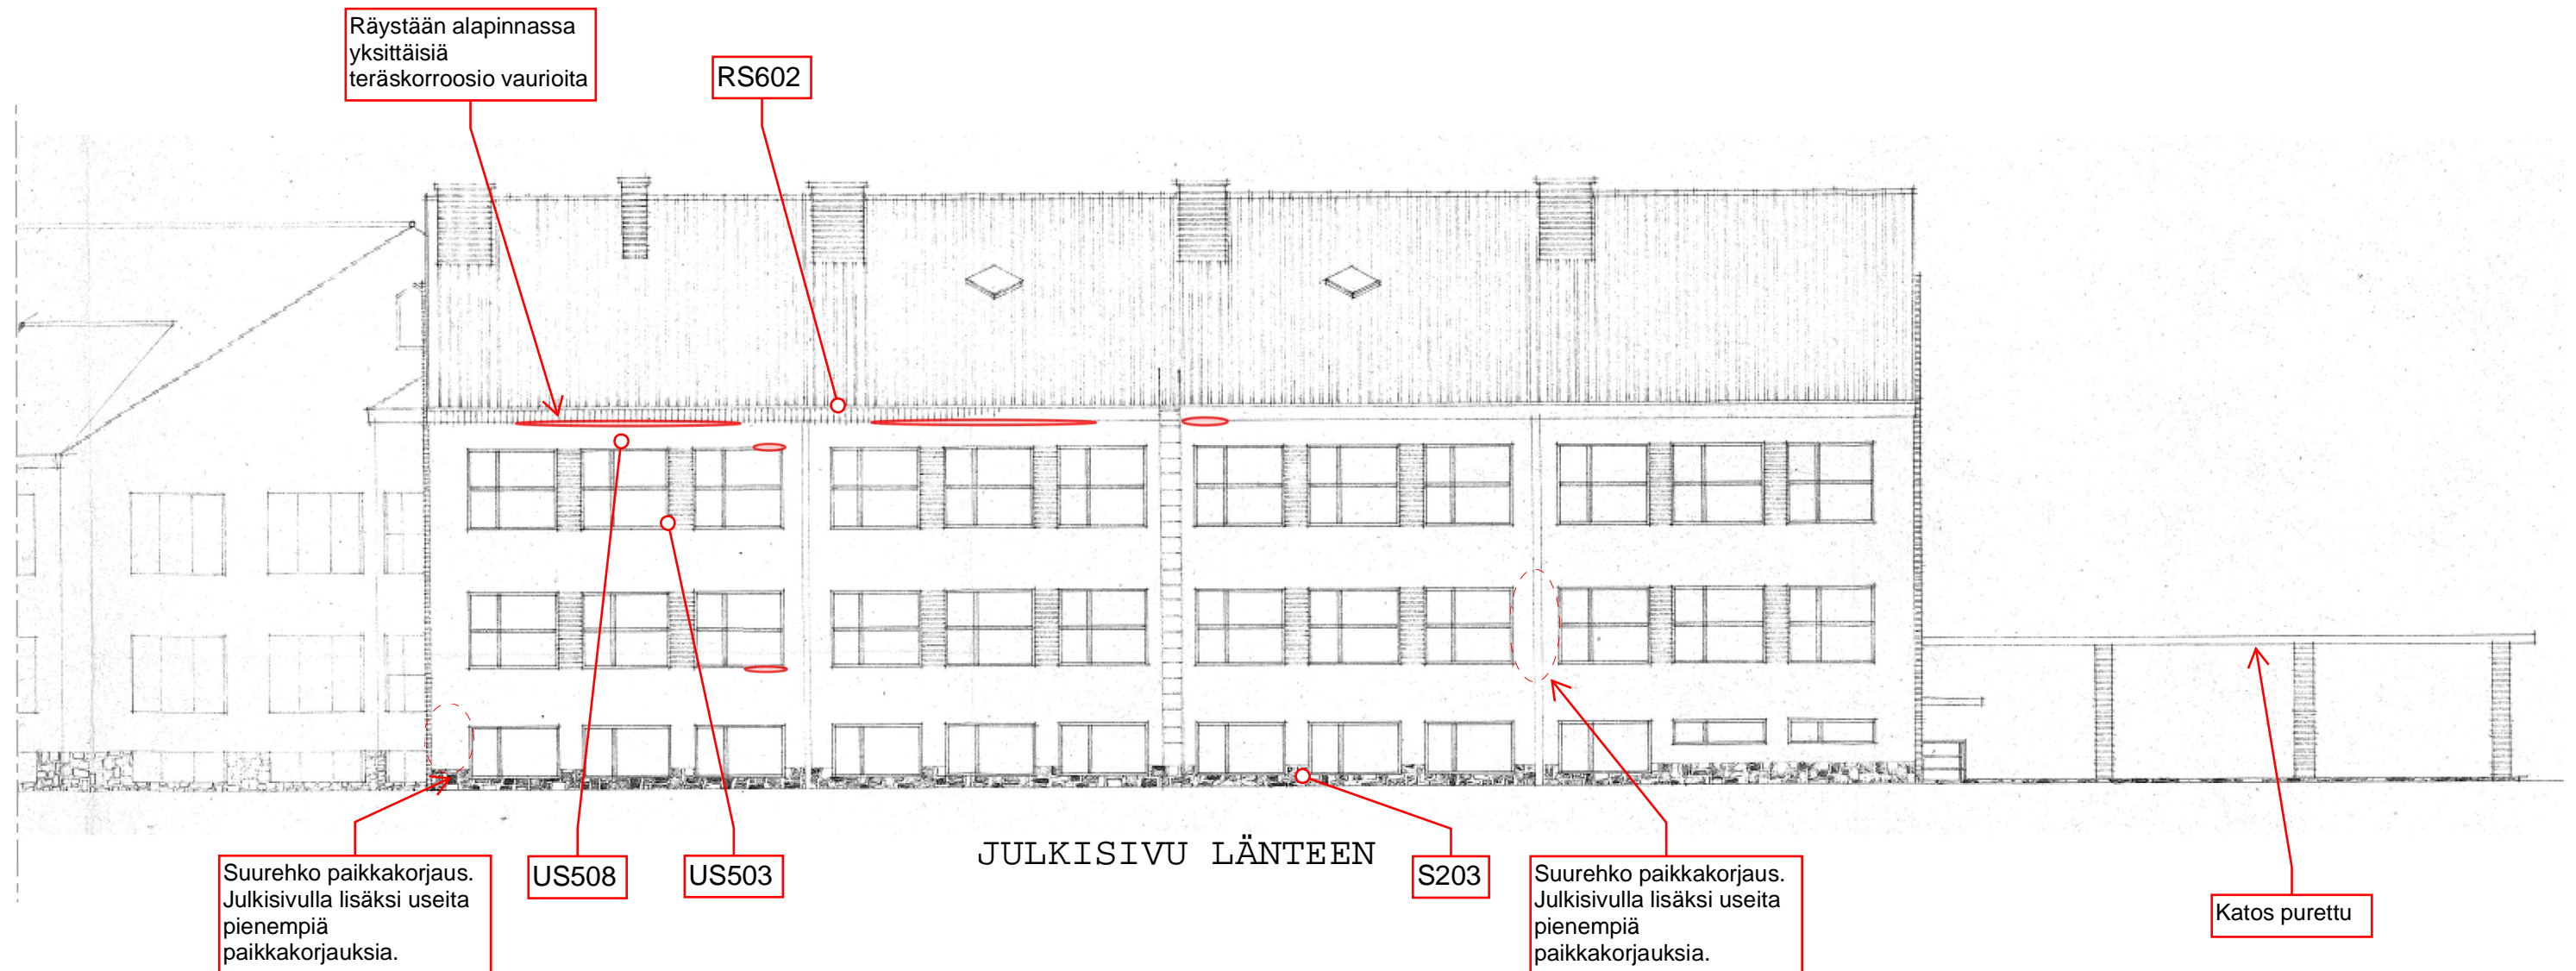 Räystään alapinnassa
yksittäisiä
teräskorroosio vaurioita
RS602
JULKISIVU LÄNTEEN
Suurehko paikkakorjaus.
Julkisivulla lisäksi useita
pienempiä
paikkakorjauksia.
US508
US503
S203
Suurehko paikkakorjaus.
Julkisivulla lisäksi useita
pienempiä
paikkakorjauksia.
Katos purettu